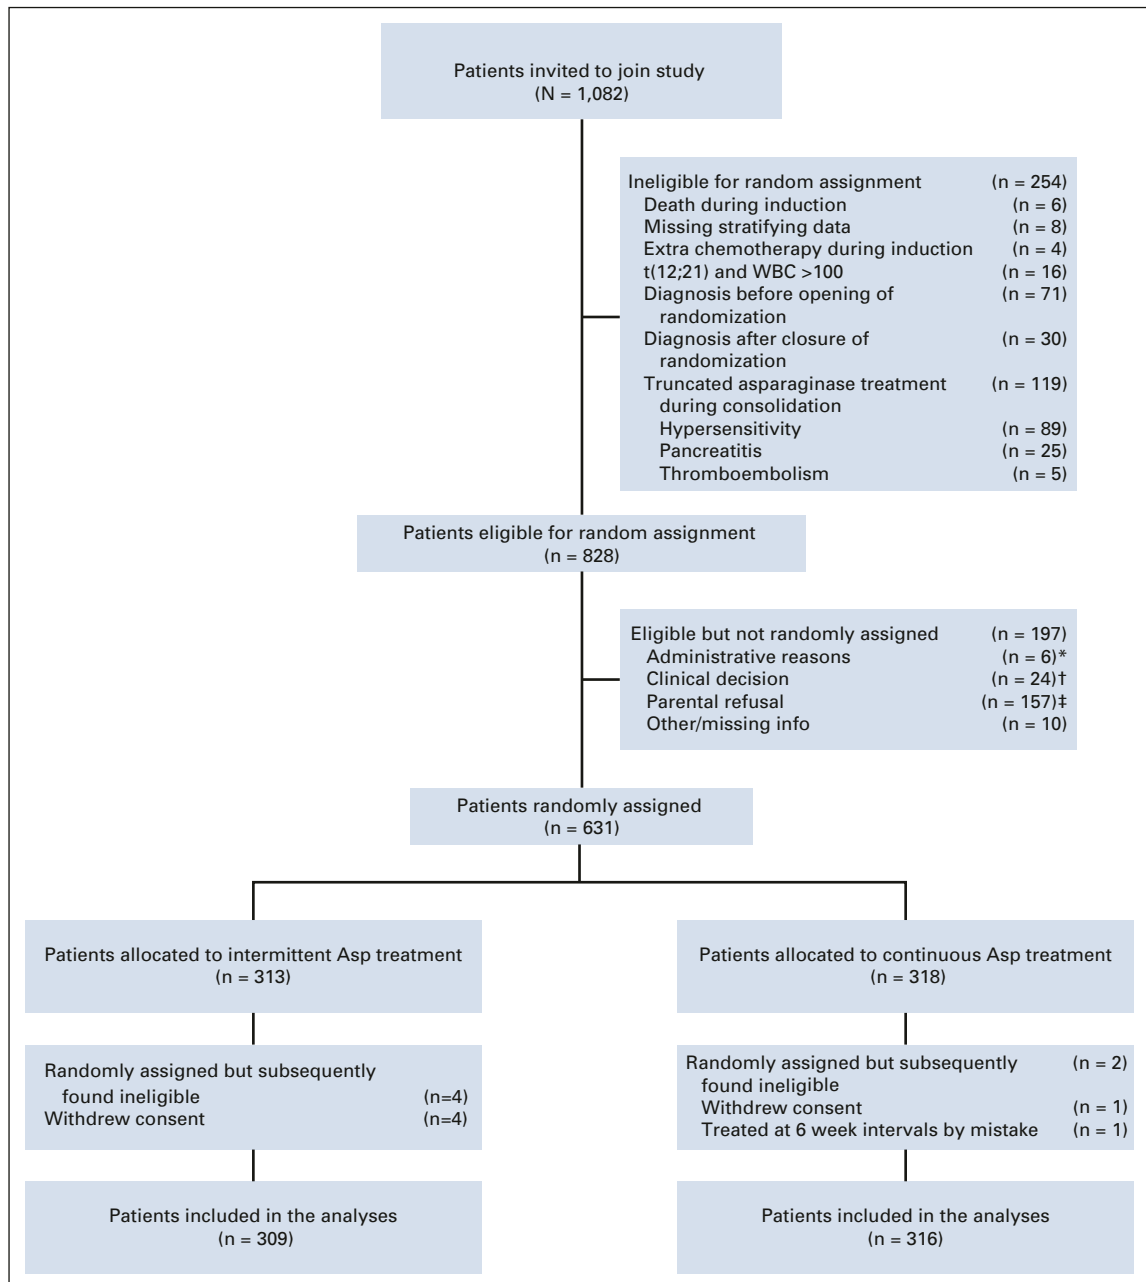 Patients invited to join study
(N = 1,082)
Ineligible for random assignment (n = 254)
Death during induction (n = 6)
Missing stratifying data (n = 8)
Extra chemotherapy during induction (n = 4)
t(12;21) and WBC >100 (n = 16)
Diagnosis before opening of (n = 71)
randomization
Diagnosis after closure of (n = 30)
randomization
Truncated asparaginase treatment (n = 119)
during consolidation
Hypersensitivity (n = 89)
Pancreatitis (n = 25)
Thromboembolism (n = 5)
Patients eligible for random assignment
(n = 828)
Eligible but not randomly assigned (n = 197)
Administrative reasons (n = 6)*
Clinical decision (n = 24)†
Parental refusal (n = 157)‡
Other/missing info (n = 10)
Patients randomly assigned
(n = 631)
Patients allocated to intermittent Asp treatment
(n = 313)
Patients allocated to continuous Asp treatment
(n = 318)
Randomly assigned but subsequently
found ineligible (n=4)
Withdrew consent (n=4)
Randomly assigned but subsequently (n = 2)
found ineligible
Withdrew consent (n = 1)
Treated at 6 week intervals by mistake (n = 1)
Patients included in the analyses
(n = 309)
Patients included in the analyses
(n = 316)